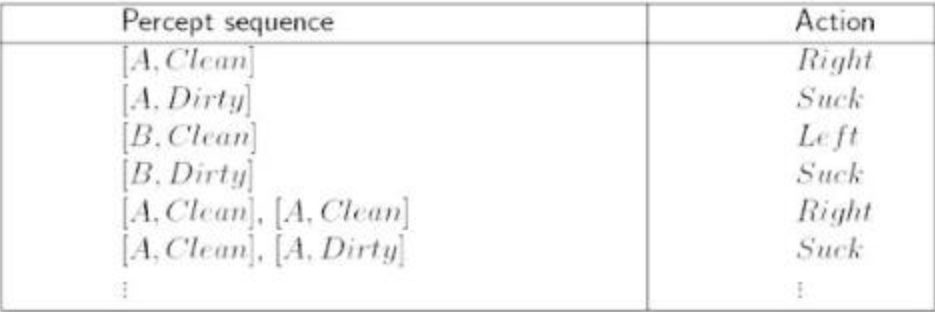 Percept sequence Action
[A, Clean] Right
[A, Dirty] Suck
[B, Clean] Left
[B, Dirty] Suck
[A, Clean], [A, Clean] Right
[A, Clean], [A, Dirty] Suck
⋮ ⋮